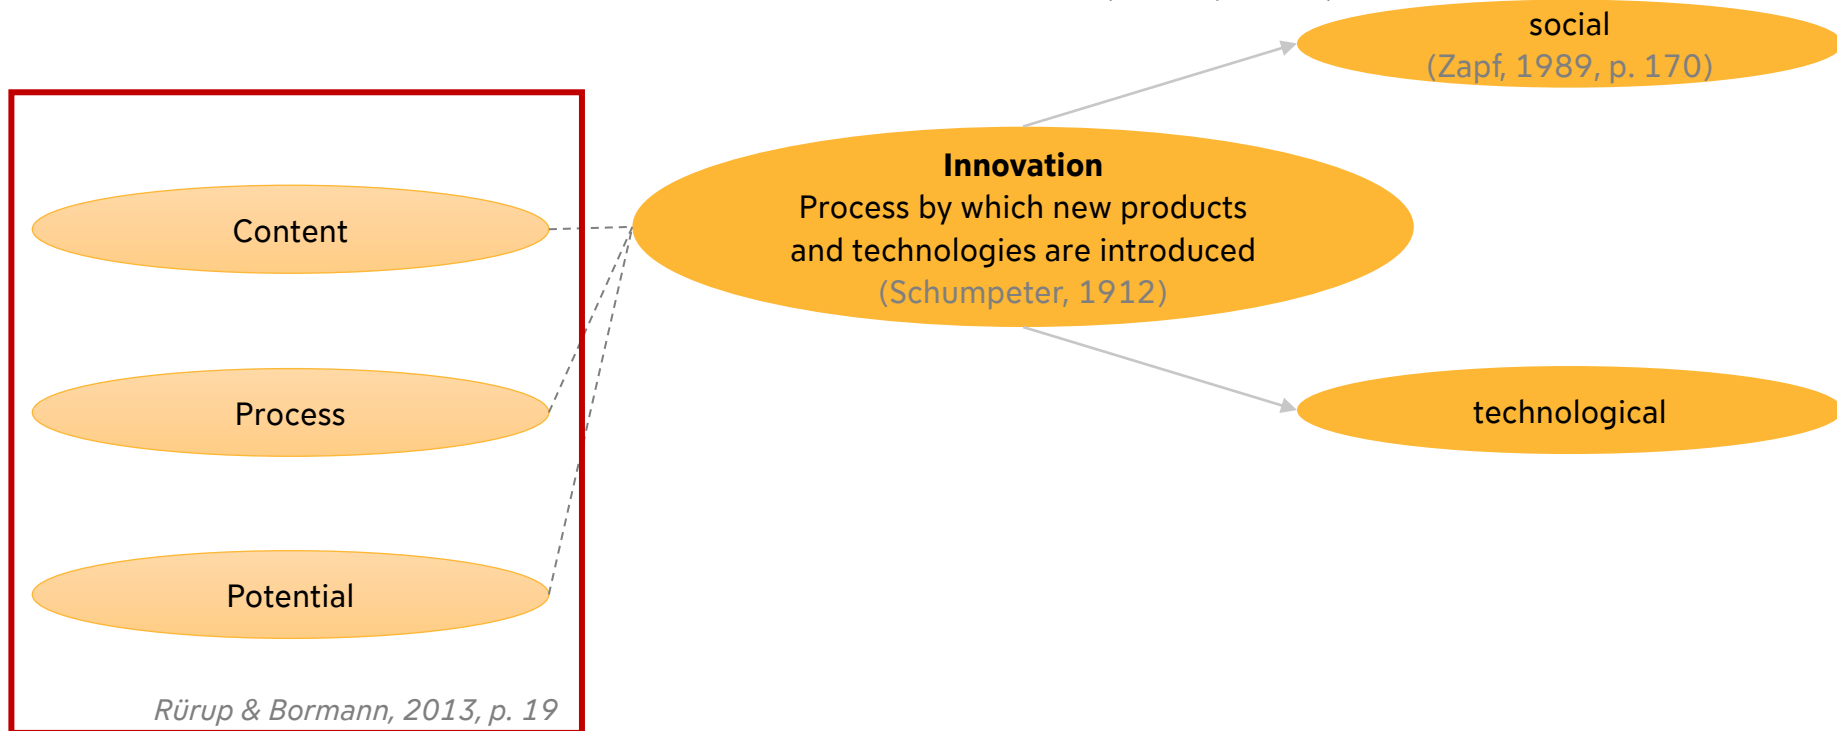 social
(Zapf, 1989, p. 170)
Innovation
Process by which new products
and technologies are introduced
(Schumpeter, 1912)
Content
Process
technological
Potential
Rürup & Bormann, 2013, p. 19